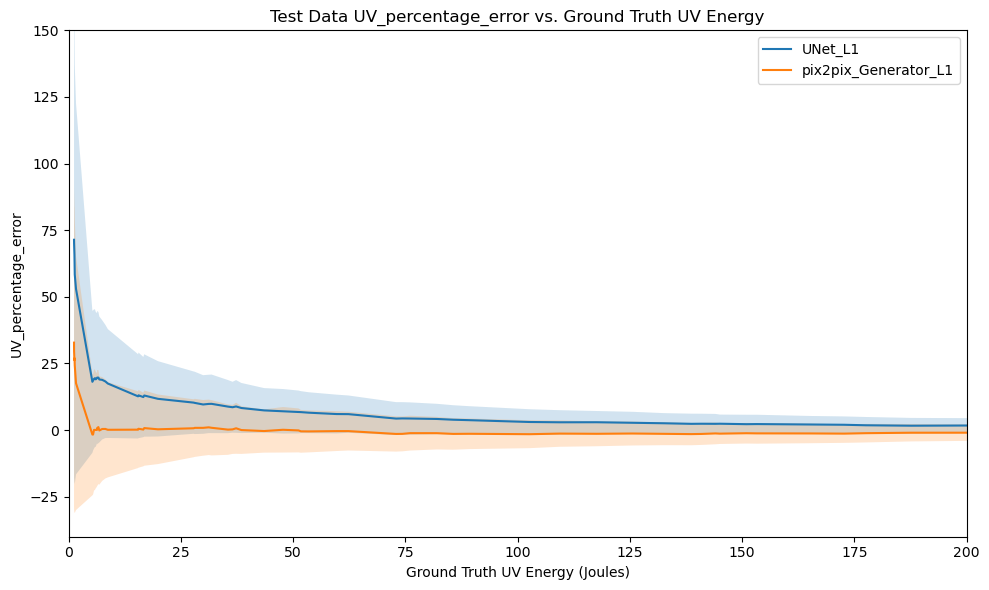 Test Data UV_percentage_error vs. Ground Truth UV Energy
UNet_L1
pix2pix_Generator_L1
UV_percentage_error
150
125
100
75
50
25
0
−25
0 25 50 75 100 125 150 175 200
Ground Truth UV Energy (Joules)